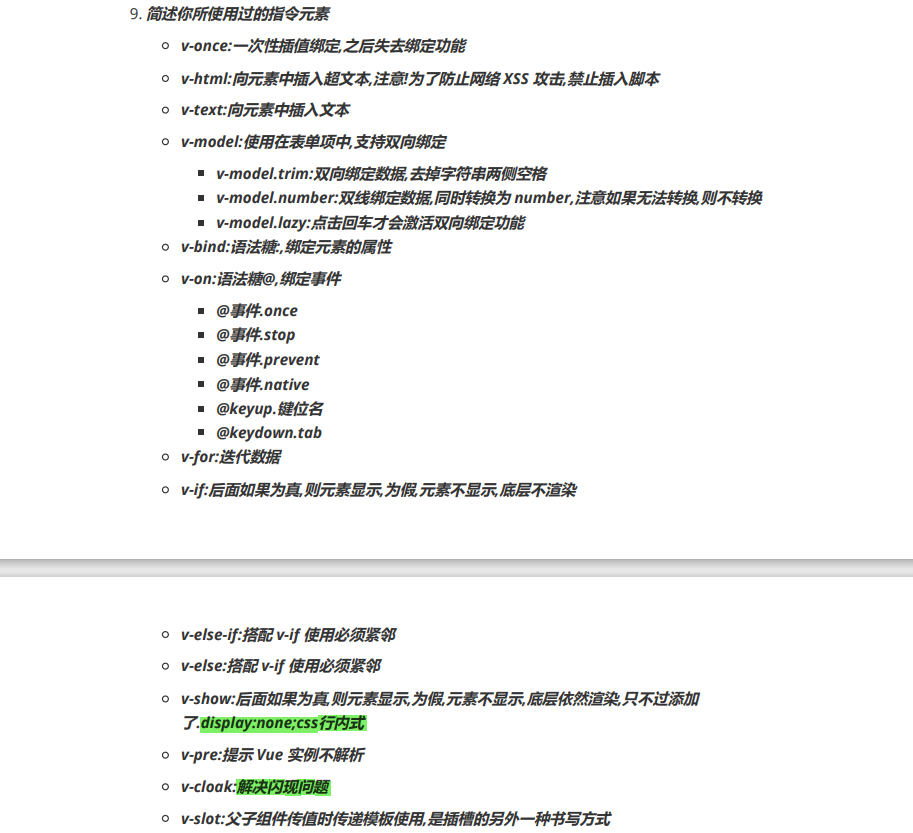 9. 简述你所使用过的指令元素
v-once:一次性插值绑定,之后失去绑定功能
v-html:向元素中插入超文本,注意!为了防止网络 XSS 攻击,禁止插入脚本
v-text:向元素中插入文本
v-model:使用在表单项中,支持双向绑定
v-model.trim:双向绑定数据,去掉字符串两侧空格
v-model.number:双线绑定数据,同时转换为 number,注意如果无法转换,则不转换
v-model.lazy:点击回车才会激活双向绑定功能
v-bind:语法糖:,绑定元素的属性
v-on:语法糖@,绑定事件
@事件.once
@事件.stop
@事件.prevent
@事件.native
@keyup.键位名
@keydown.tab
v-for:迭代数据
v-if:后面如果为真,则元素显示,为假,元素不显示,底层不渲染
v-else-if:搭配 v-if 使用必须紧邻
v-else:搭配 v-if 使用必须紧邻
v-show:后面如果为真,则元素显示,为假,元素不显示,底层依然渲染,只不过添加
了.display:none;css行内式
v-pre:提示 Vue 实例不解析
v-cloak:解决闪现问题
v-slot:父子组件传值时传递模板使用,是插槽的另外一种书写方式